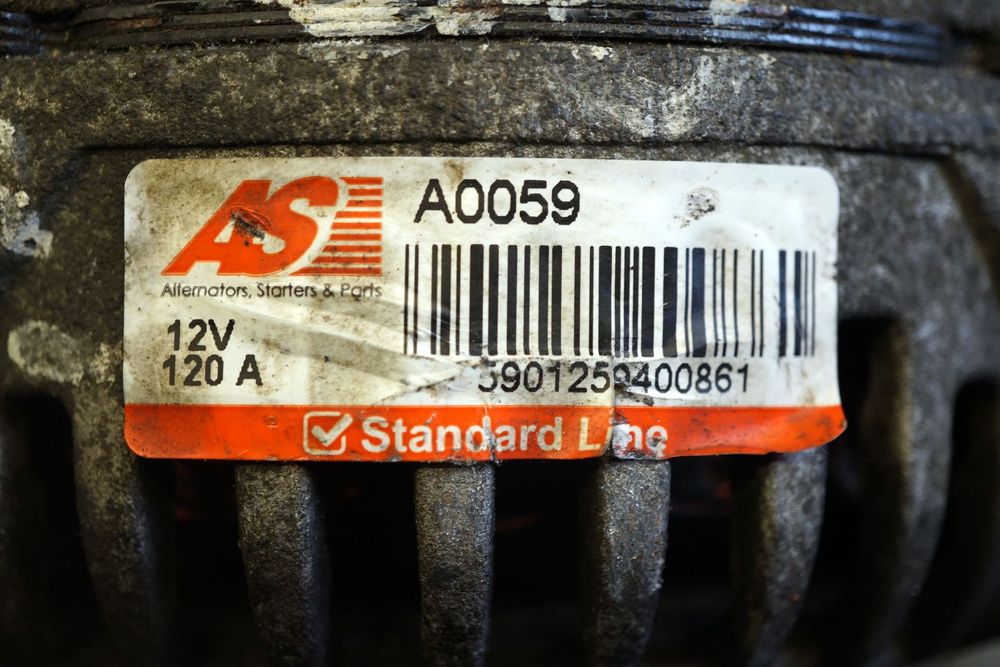 AS
A0059
Alternators, Starters & Parts
12V
120 A
5901259400861
Standard Line